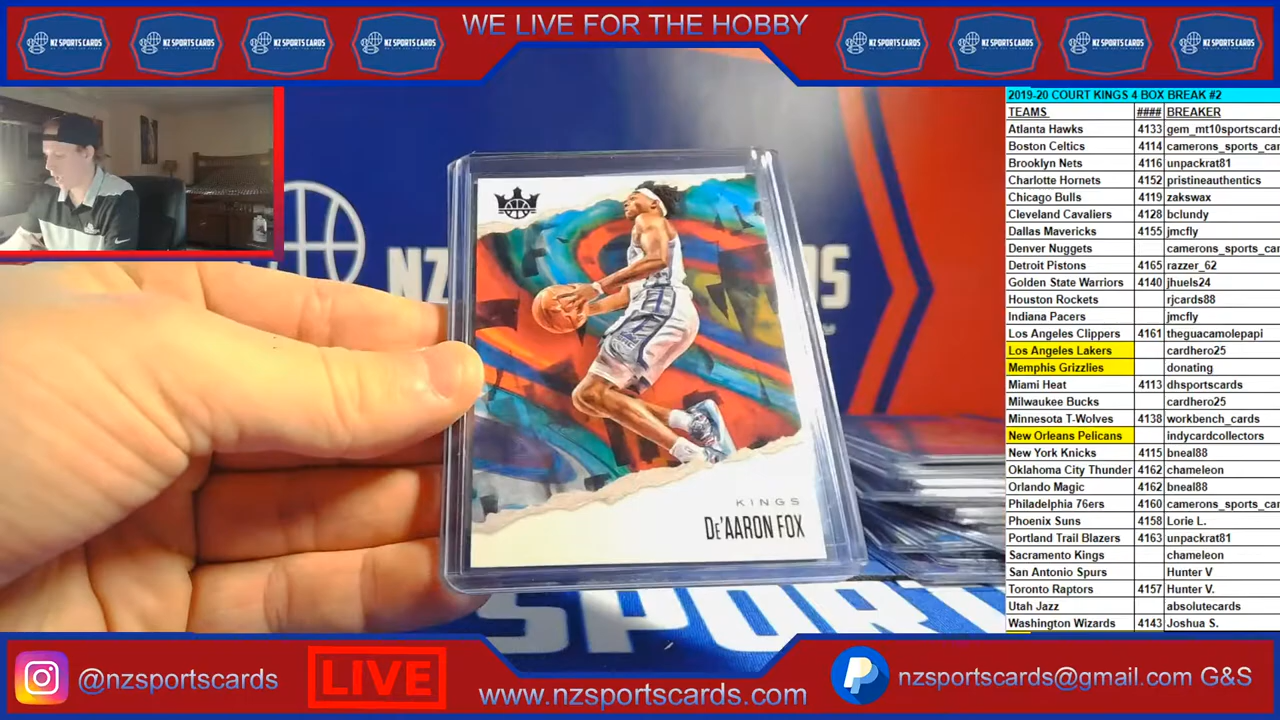 WE LIVE FOR THE HOBBY
NZ SPORTS CARDS
NZ SPORTS CARDS
NZ SPORTS CARDS
NZ SPORTS CARDS
NZ SPORTS CARDS
NZ SPORTS CARDS
NZ SPORTS CARDS
NZ SPORTS CARDS
2019-20 COURT KINGS 4 BOX BREAK #2
TEAMS #### BREAKER
Atlanta Hawks 4133 gem_mt10sportscards
Boston Celtics 4114 camerons_sports_car
Brooklyn Nets 4116 unpackrat81
Charlotte Hornets 4152 pristineauthentics
Chicago Bulls 4119 zakswax
Cleveland Cavaliers 4128 bclundy
Dallas Mavericks 4155 jmcfly
Denver Nuggets camerons_sports_car
Detroit Pistons 4165 razzer_62
Golden State Warriors 4140 jhuels24
Houston Rockets rjcards88
Indiana Pacers jmcfly
Los Angeles Clippers 4161 theguacamolepapi
Los Angeles Lakers cardhero25
Memphis Grizzlies donating
Miami Heat 4113 dhsportscards
Milwaukee Bucks cardhero25
Minnesota T-Wolves 4138 workbench_cards
New Orleans Pelicans indycardcollectors
New York Knicks 4115 bneal88
Oklahoma City Thunder 4162 chameleon
Orlando Magic 4162 bneal88
Philadelphia 76ers 4160 camerons_sports_car
Phoenix Suns 4158 Lorie L.
Portland Trail Blazers 4163 unpackrat81
Sacramento Kings chameleon
San Antonio Spurs Hunter V
Toronto Raptors 4157 Hunter V.
Utah Jazz absolutecards
Washington Wizards 4143 Joshua S.
KINGS
DE'AARON FOX
NZ
RDS
SPORT
@nzsportscards
LIVE
www.nzsportscards.com
nzsportscards@gmail.com G&S